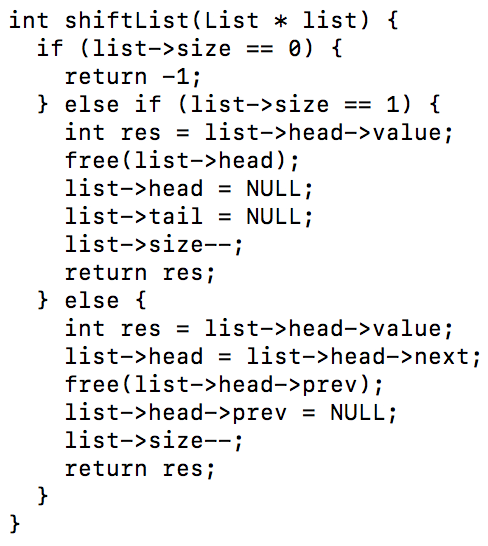 int shiftList(List * list) {
  if (list->size == 0) {
    return -1;
  } else if (list->size == 1) {
    int res = list->head->value;
    free(list->head);
    list->head = NULL;
    list->tail = NULL;
    list->size--;
    return res;
  } else {
    int res = list->head->value;
    list->head = list->head->next;
    free(list->head->prev);
    list->head->prev = NULL;
    list->size--;
    return res;
  }
}